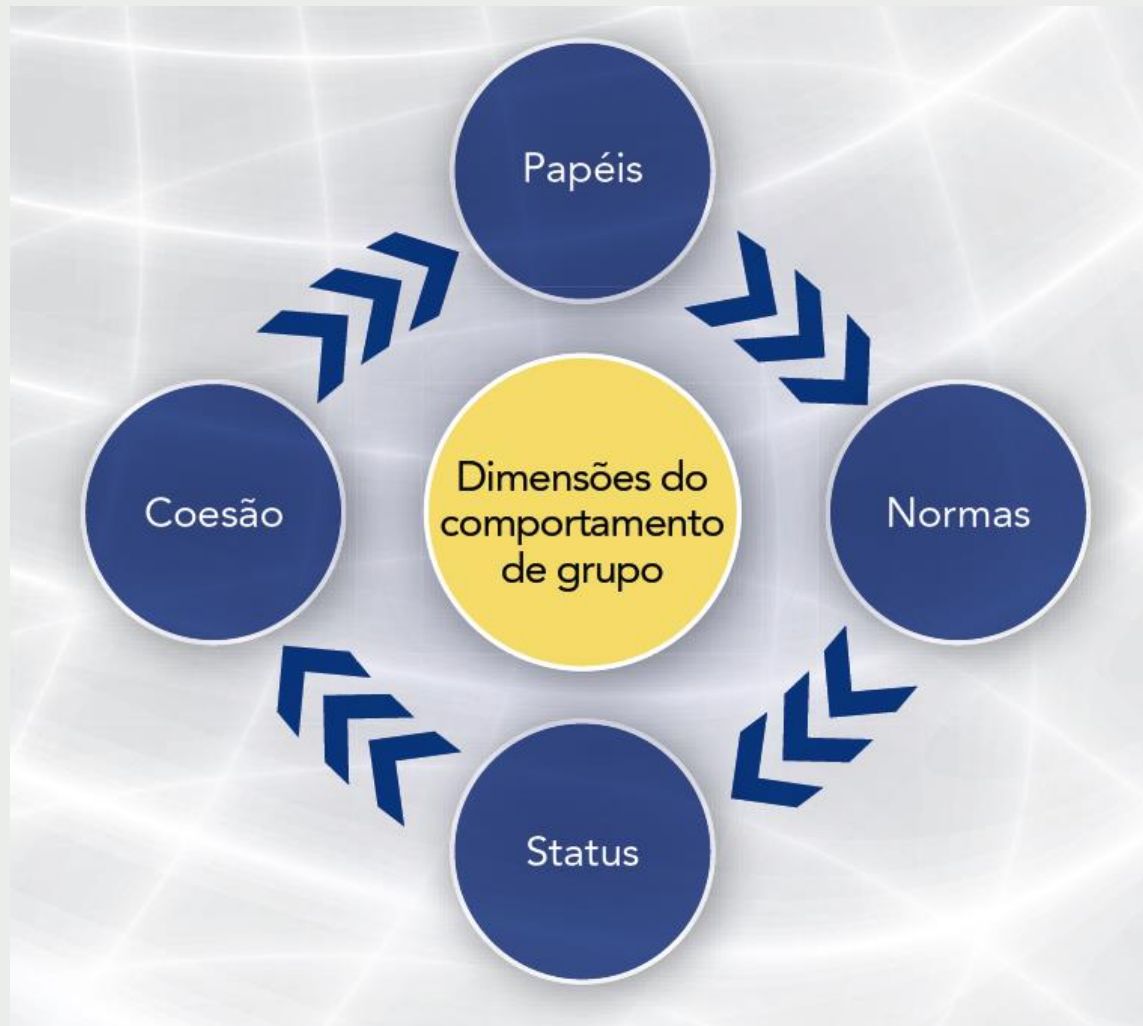 Papéis
Coesão
Dimensões do
comportamento
de grupo
Normas
Status